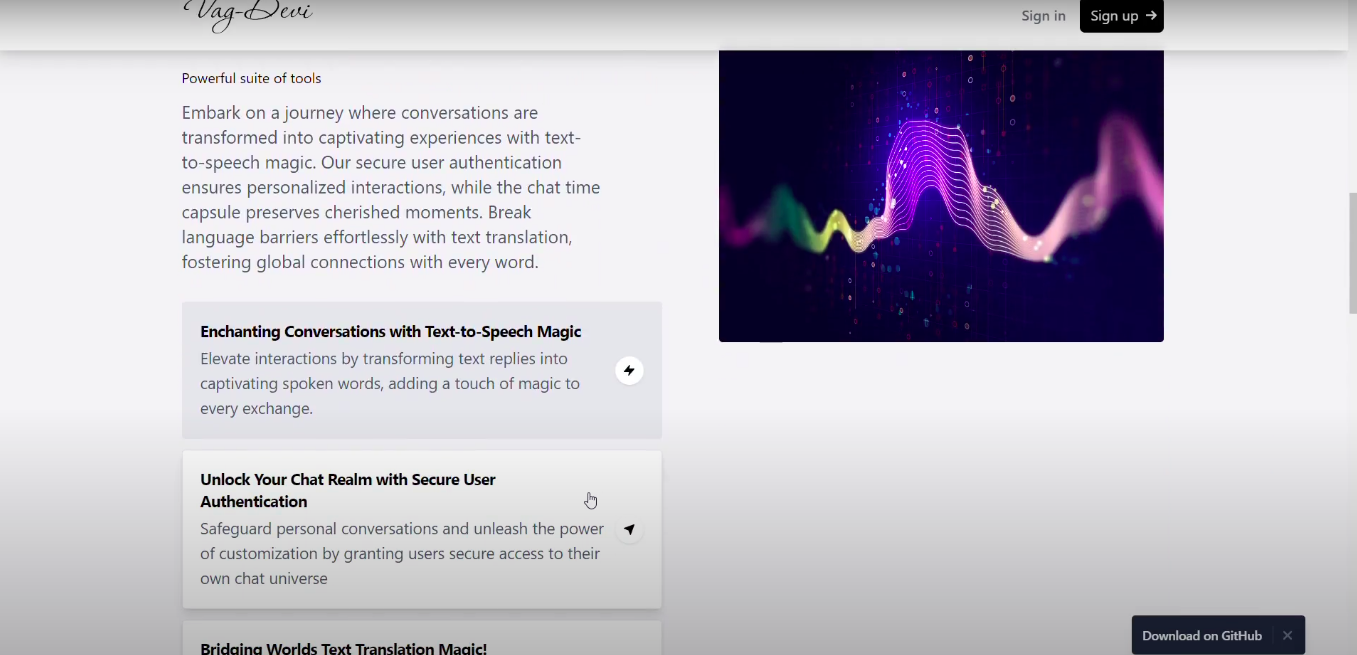 Vag-Devi
Sign in
Sign up
Powerful suite of tools
Embark on a journey where conversations are
transformed into captivating experiences with text-
to-speech magic. Our secure user authentication
ensures personalized interactions, while the chat time
capsule preserves cherished moments. Break
language barriers effortlessly with text translation,
fostering global connections with every word.
Enchanting Conversations with Text-to-Speech Magic
Elevate interactions by transforming text replies into
captivating spoken words, adding a touch of magic to
every exchange.
Unlock Your Chat Realm with Secure User
Authentication
Safeguard personal conversations and unleash the power
of customization by granting users secure access to their
own chat universe
Bridging Worlds Text Translation Magic!
Download on GitHub